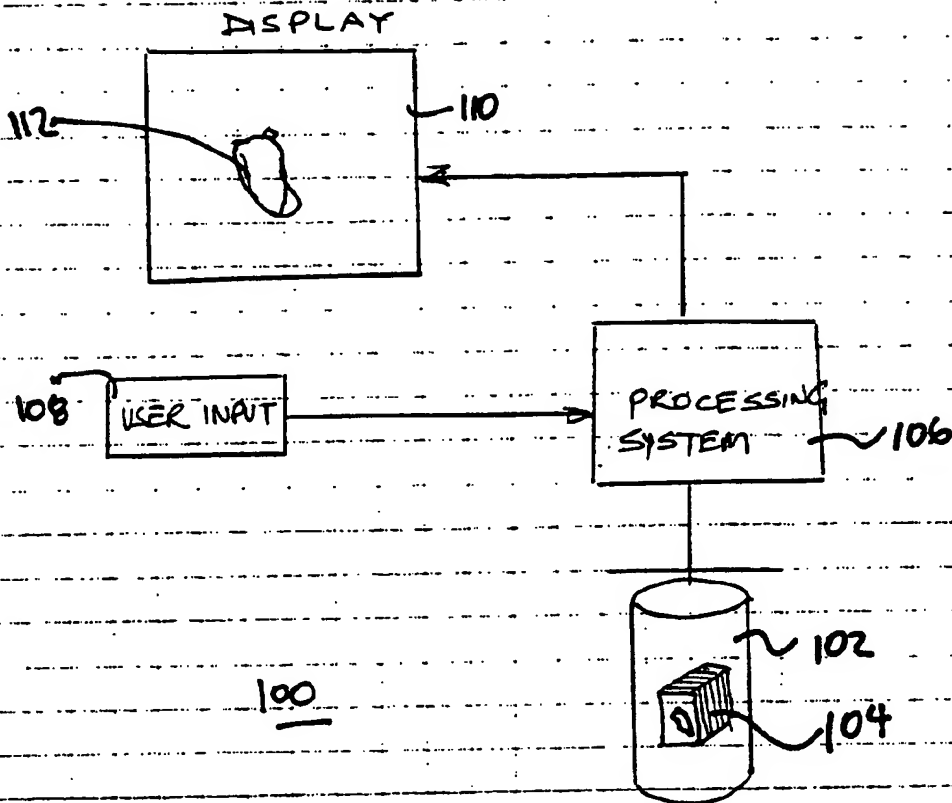 DISPLAY
110
112
108
USER INPUT
PROCESSING
SYSTEM
106
102
100
104